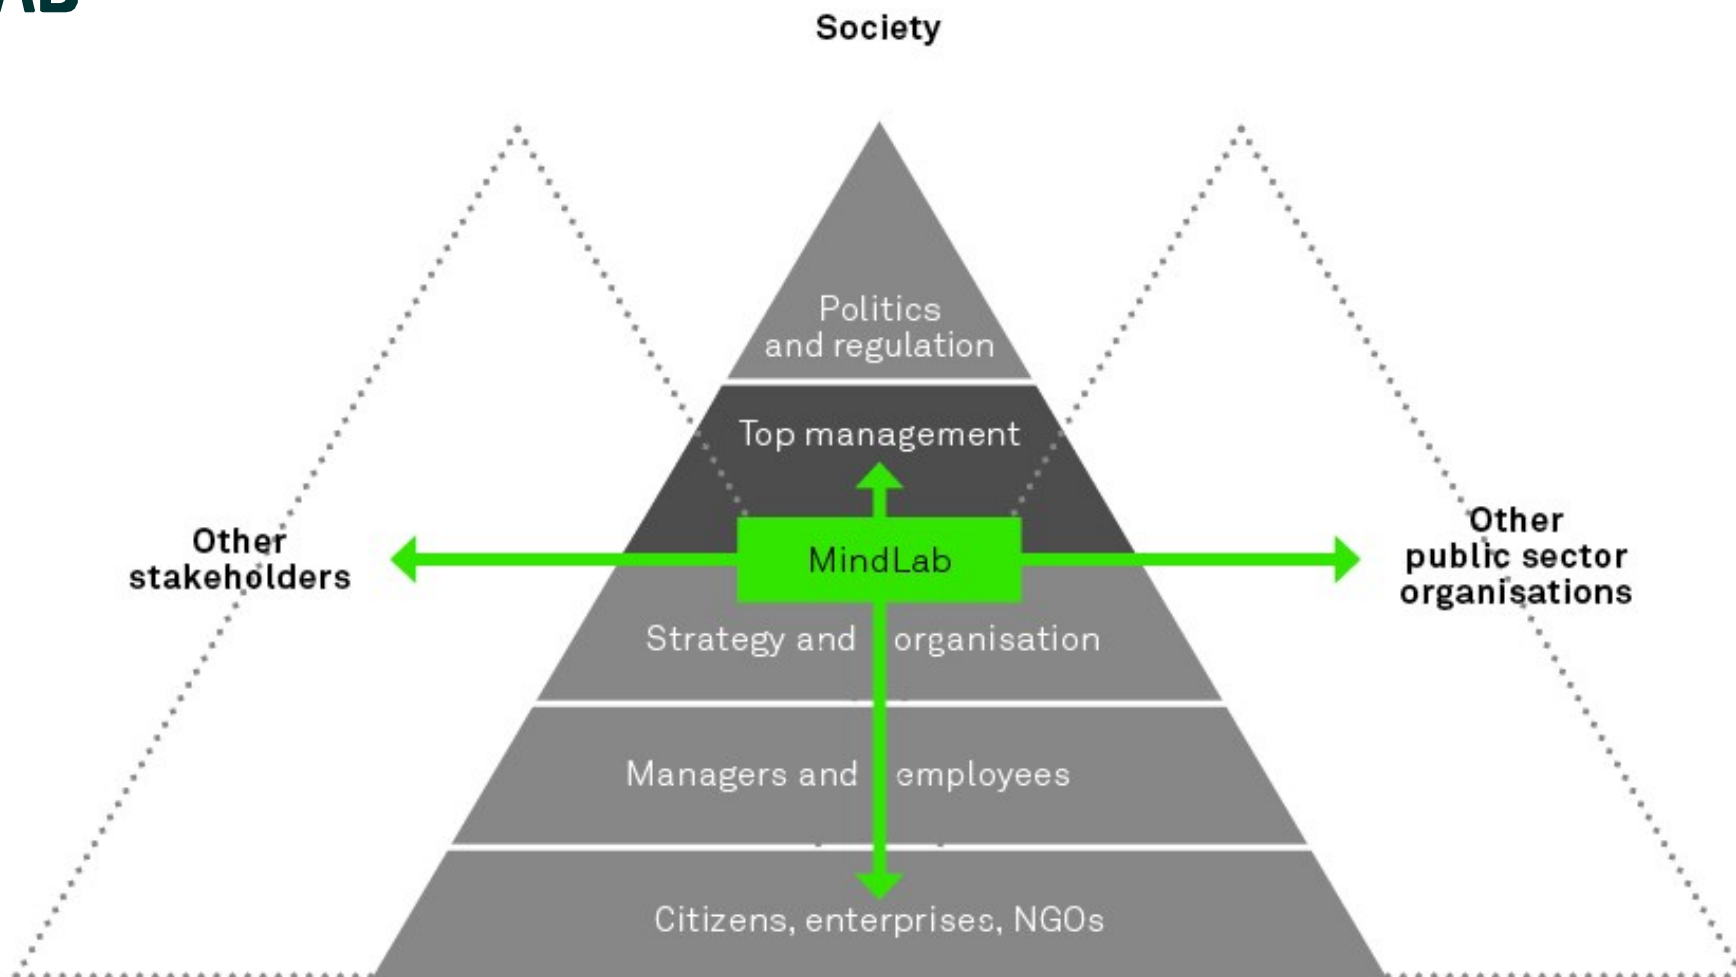 Society
Politics
and regulation
Top management
Other
stakeholders
MindLab
Other
public sector
organisations
Strategy and organisation
Managers and employees
Citizens, enterprises, NGOs